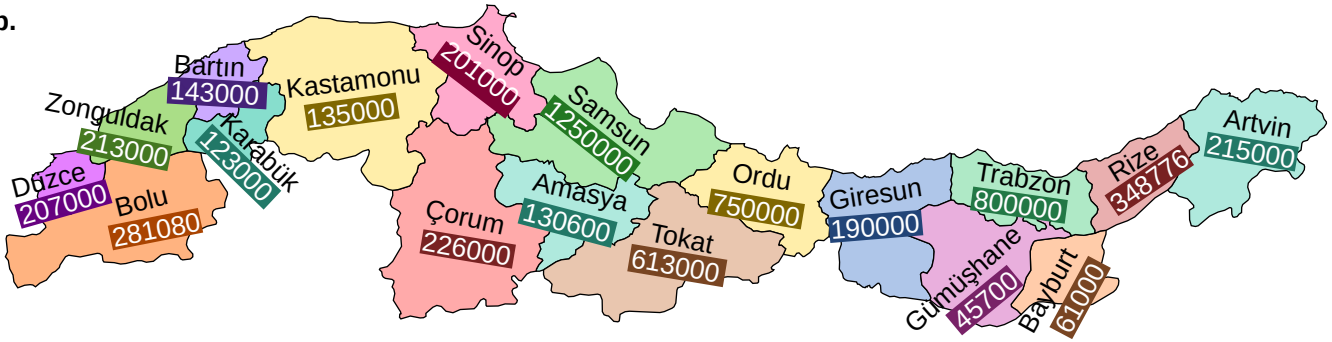 b.
Bartın
143000
Kastamonu
135000
Sinop
201000
Samsun
1250000
Zonguldak
213000
Karabük
123000
Düzce
207000
Bolu
281080
Çorum
226000
Amasya
130600
Tokat
613000
Ordu
750000
Giresun
190000
Trabzon
800000
Gümüşhane
45700
Bayburt
61000
Rize
348776
Artvin
215000